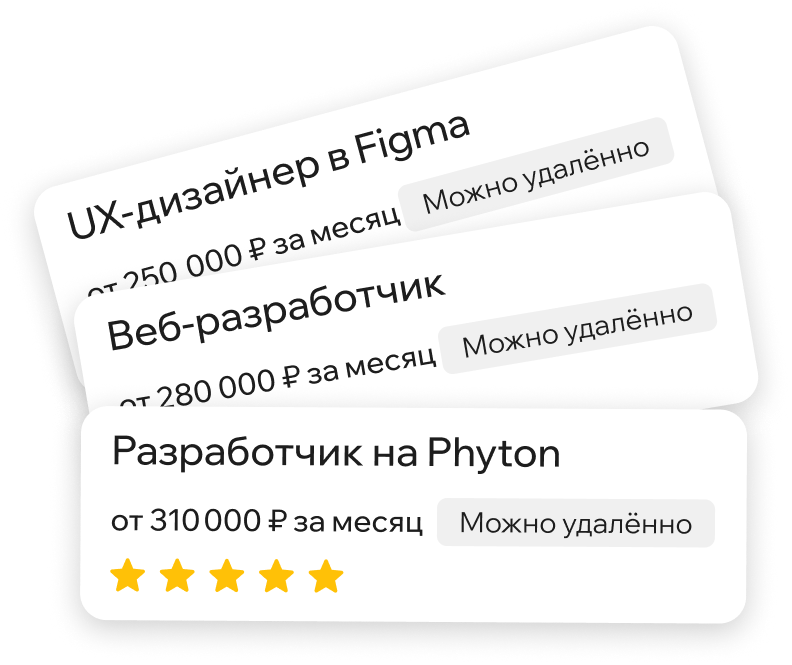 UX-дизайнер в Figma
от 250 000 ₽ за месяц Можно удалённо
Веб-разработчик
от 280 000 ₽ за месяц Можно удалённо
Разработчик на Phyton
от 310 000 ₽ за месяц Можно удалённо